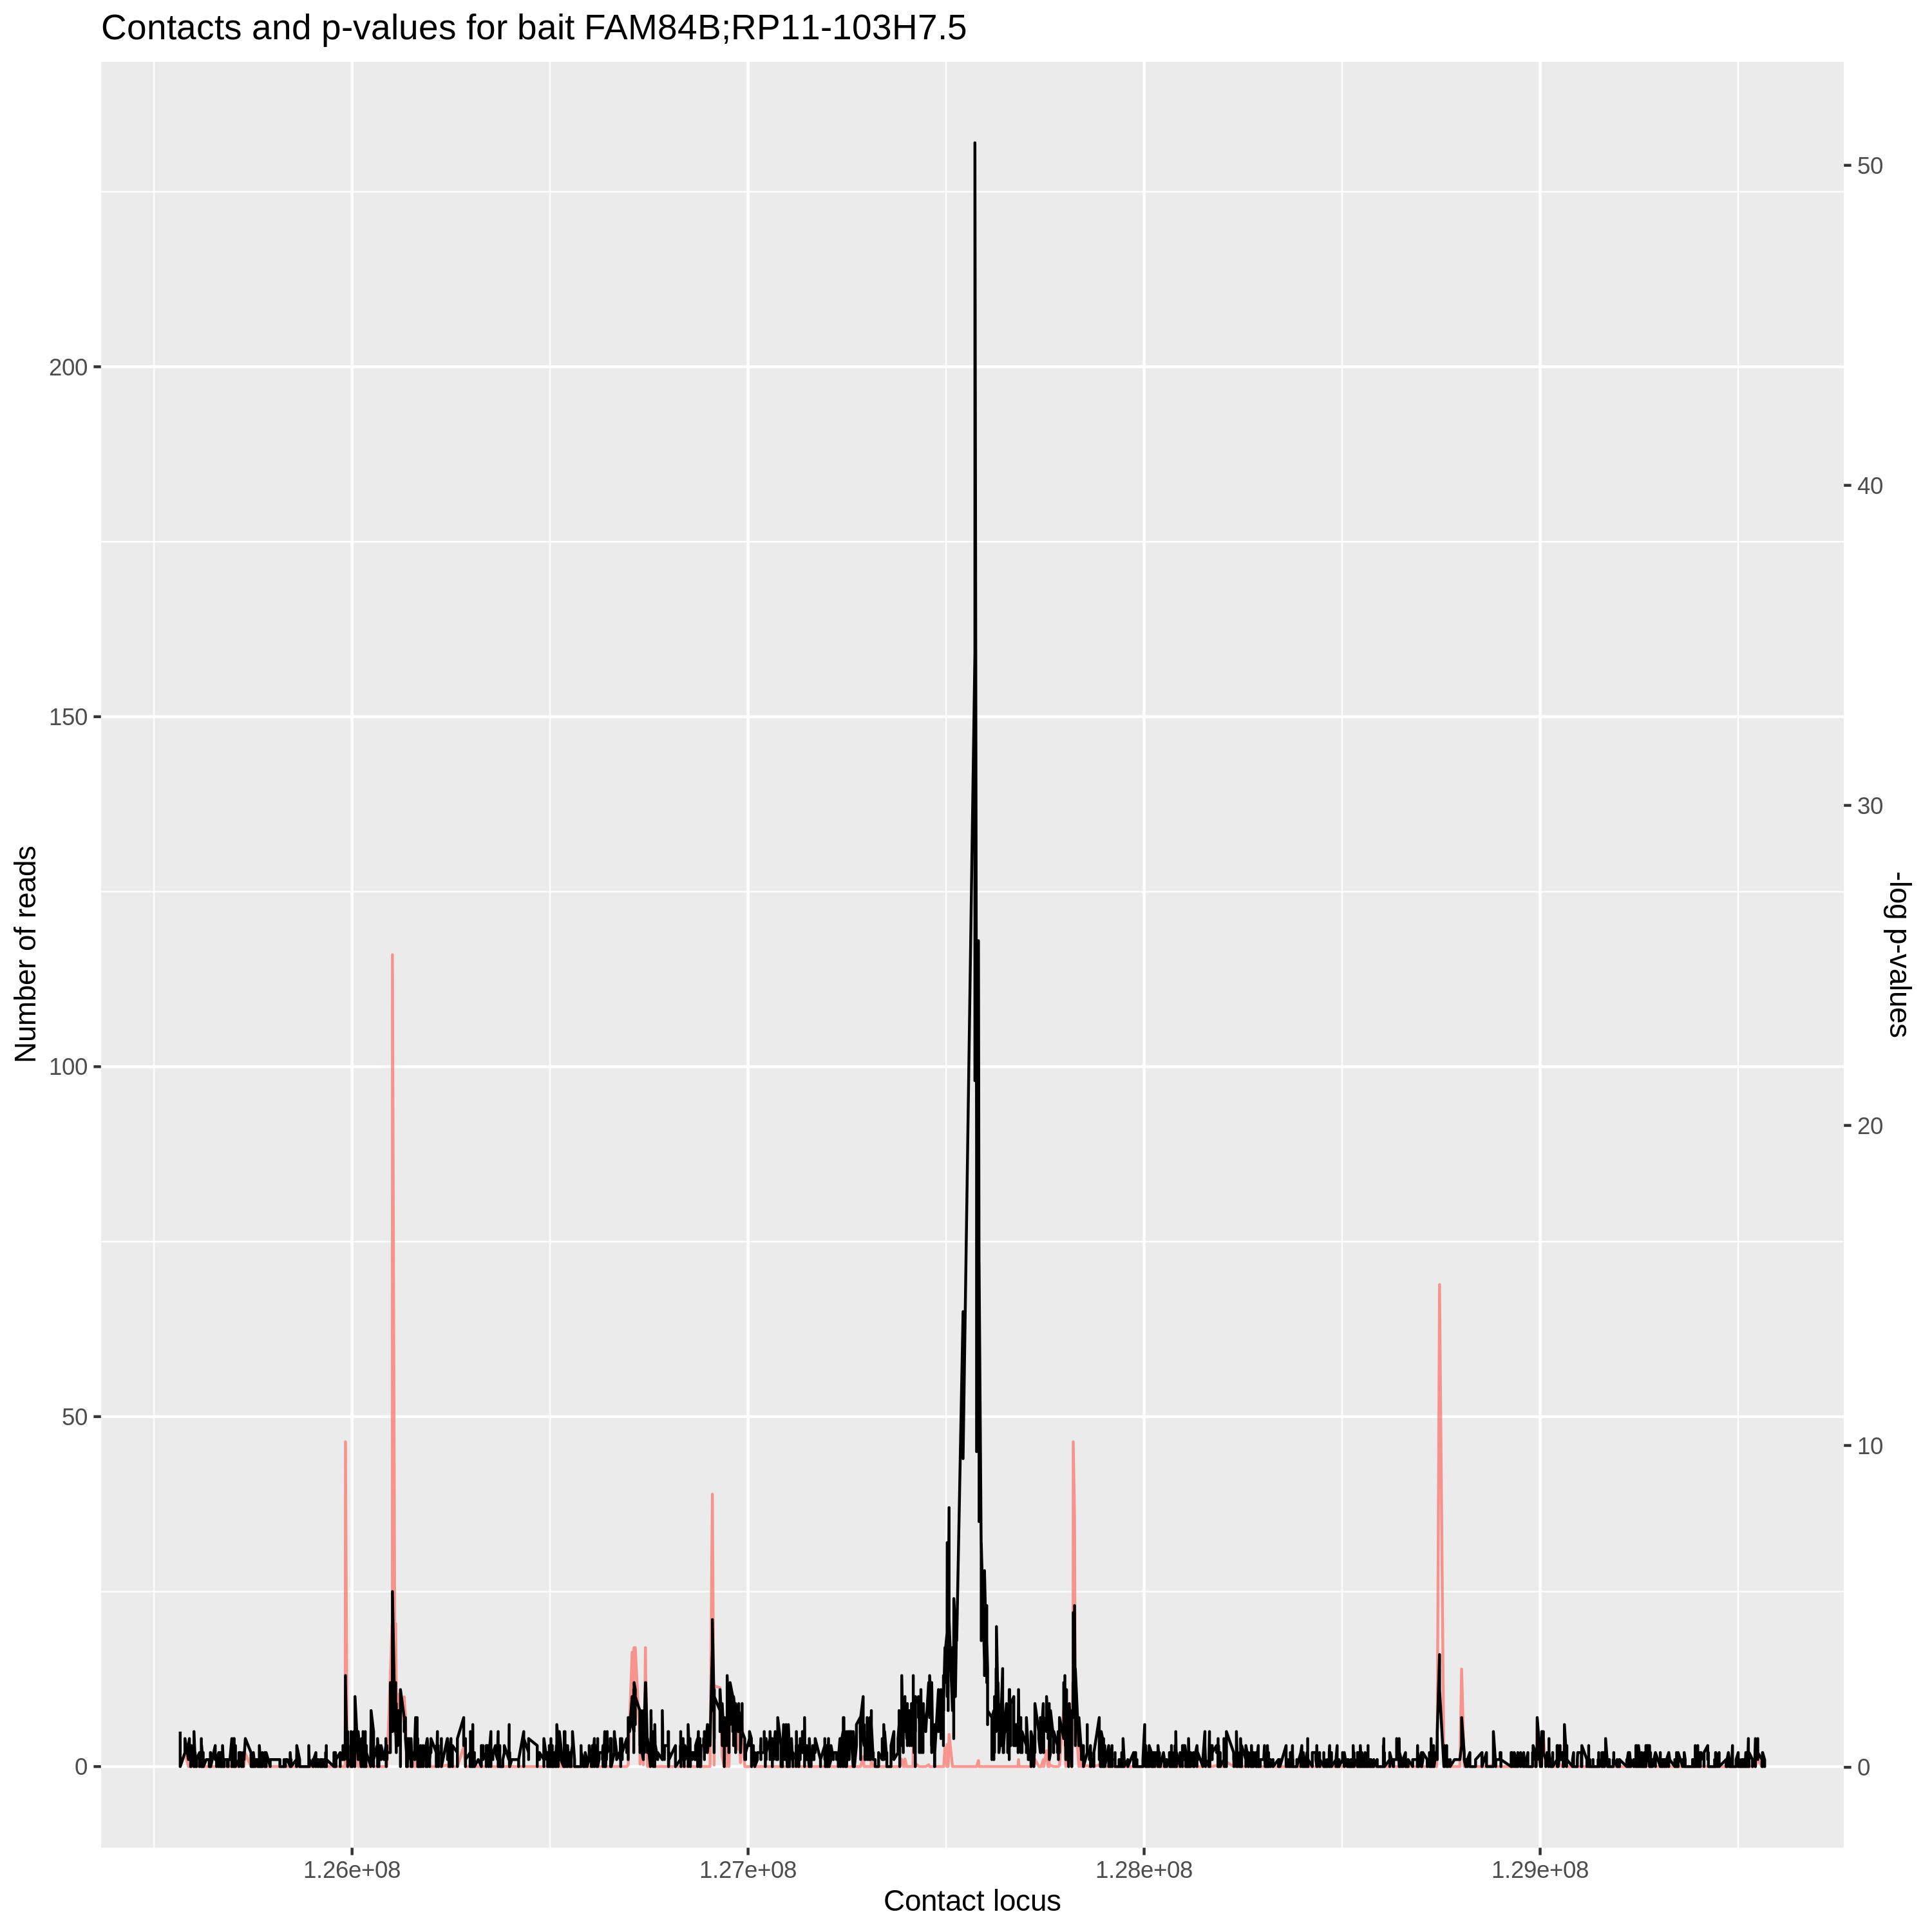 Contacts and p-values for bait FAM84B;RP11-103H7.5
Number of reads
200
150
100
50
0
50
40
30
20
10
0
-log p-values
1.26e+08
1.27e+08
1.28e+08
1.29e+08
Contact locus